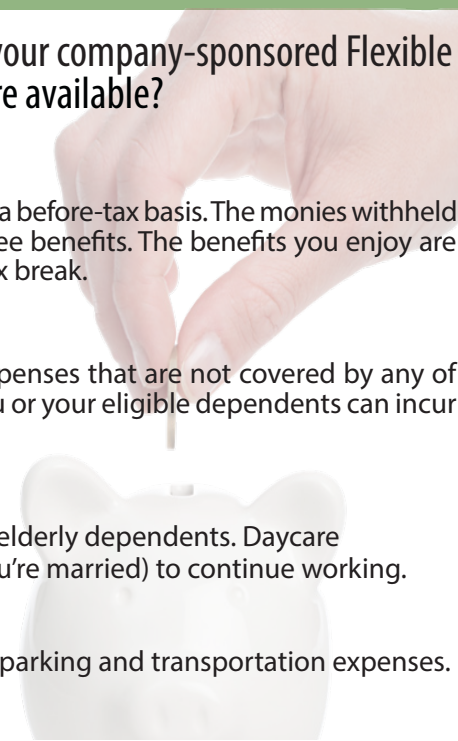 your company-sponsored Flexible
re available?
a before-tax basis. The monies withheld
ee benefits. The benefits you enjoy are
x break.
penses that are not covered by any of
u or your eligible dependents can incur
elderly dependents. Daycare
u're married) to continue working.
parking and transportation expenses.